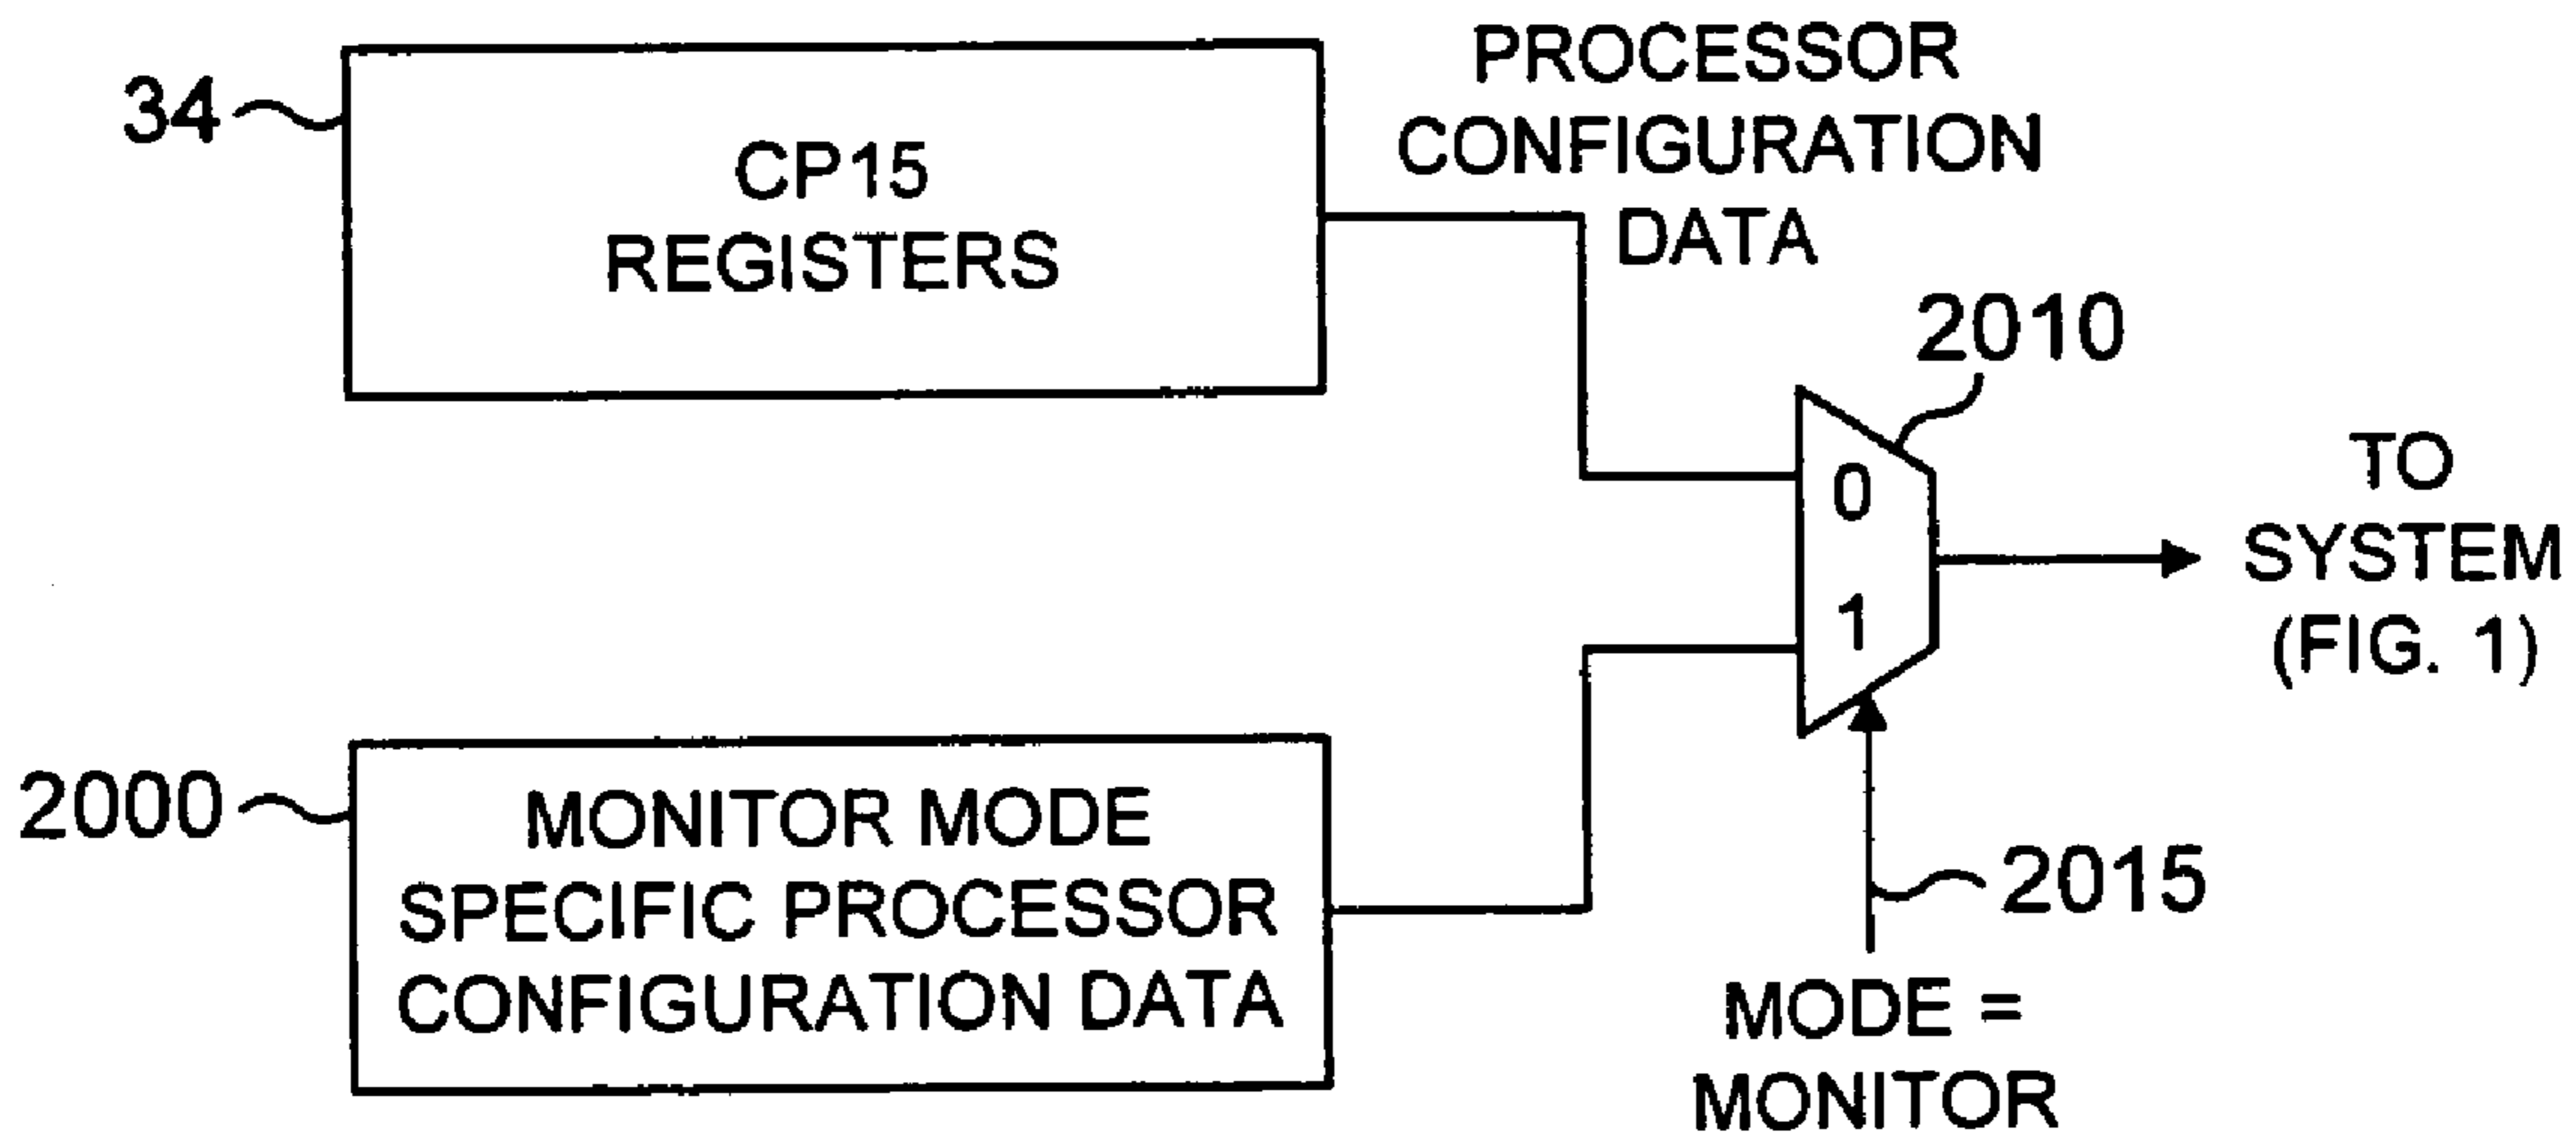 34
CP15
REGISTERS
PROCESSOR
CONFIGURATION
DATA
2010
0
1
TO
SYSTEM
(FIG. 1)
2000
MONITOR MODE
SPECIFIC PROCESSOR
CONFIGURATION DATA
2015
MODE =
MONITOR